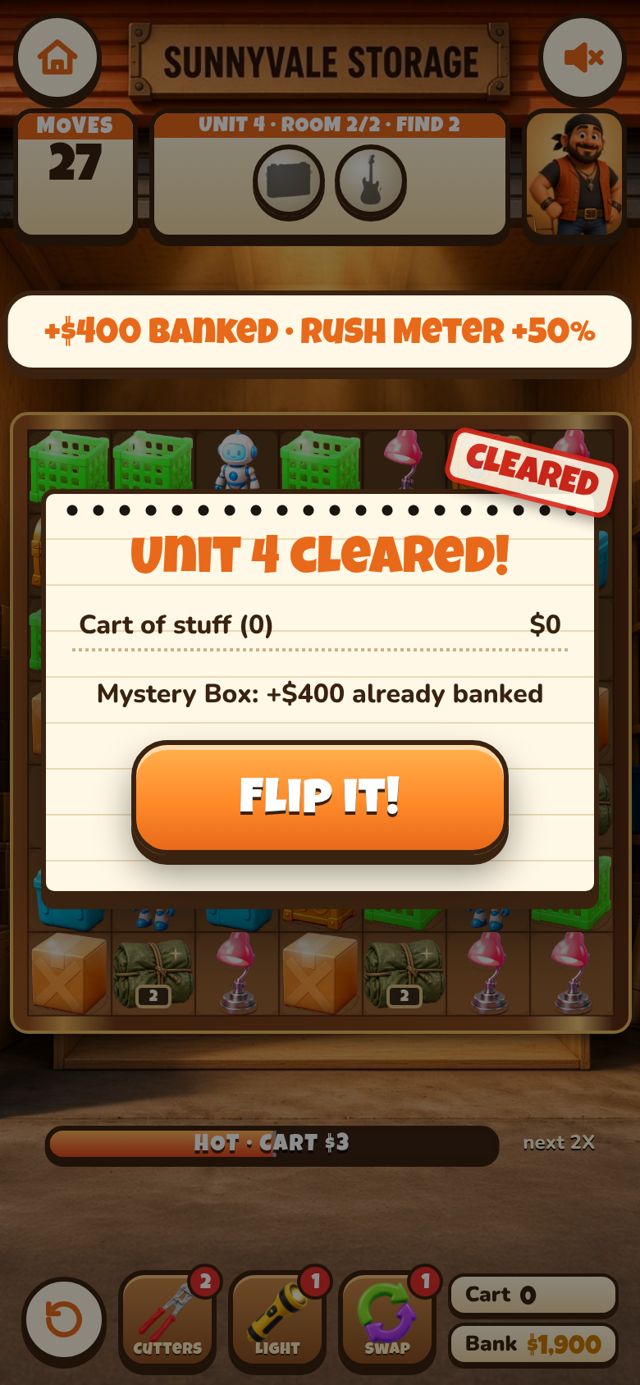 SUNNYVALE STORAGE
MOVES
27
UNIT 4 · ROOM 2/2 · FIND 2
+$400 BANKED · RUSH METER +50%
CLEARED
UNIT 4 CLEARED!
Cart of stuff (0) $0
Mystery Box: +$400 already banked
FLIP IT!
2 2
HOT · CART $3 next 2X
2 1 1
CUTTERS LIGHT SWAP
Cart 0
Bank $1,900